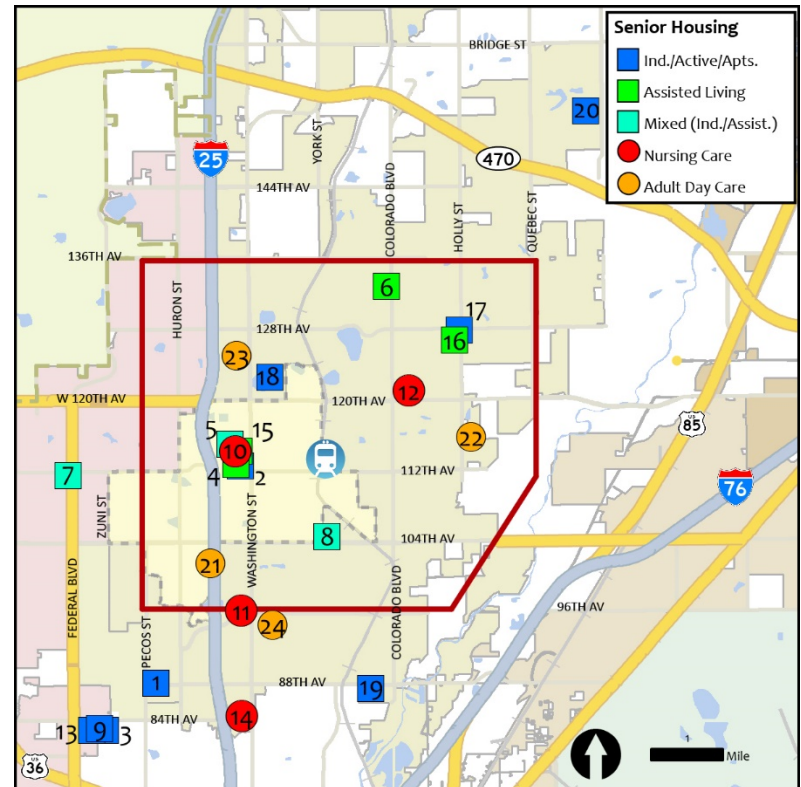 Senior Housing
Ind./Active/Apts.
Assisted Living
Mixed (Ind./Assist.)
Nursing Care
Adult Day Care
BRIDGE ST
20
YORK ST
25
470
COLORADO BLVD
HOLLY ST
QUEBEC ST
144TH AV
136TH AV
HURON ST
6
17
128TH AV
16
23
18
12
W 120TH AV
120TH AV
US
85
22
5
15
10
7
4
2
112TH AV
76
ZUNI ST
WASHINGTON ST
8
104TH AV
21
FEDERAL BLVD
PECOS ST
COLORADO BLVD
96TH AV
11
24
1
88TH AV
19
84TH AV
14
13
9
3
US
36
1
Mile